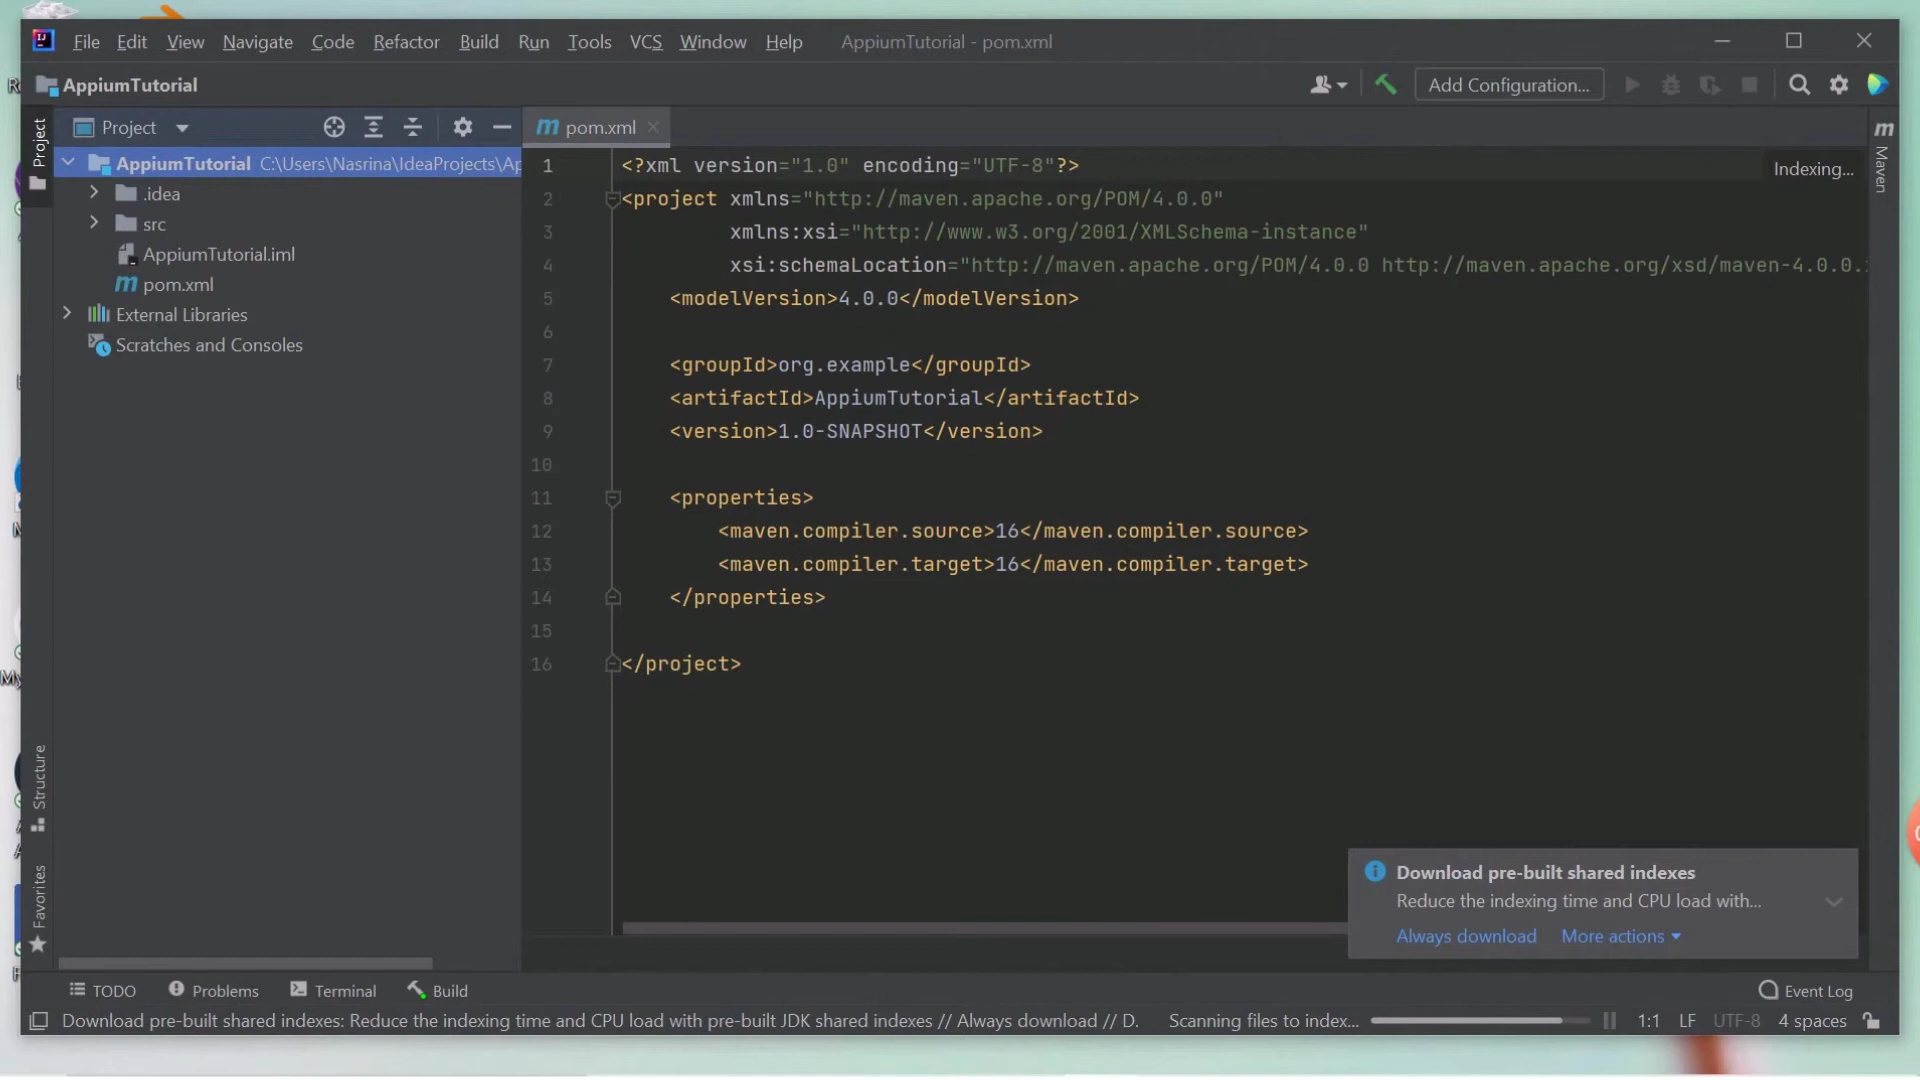 File Edit View Navigate Code Refactor Build Run Tools VCS Window Help AppiumTutorial - pom.xml
AppiumTutorial
Add Configuration...
Project
Project
pom.xml
m
Maven
AppiumTutorial C:\Users\Nasrina\IdeaProjects\Ap
.idea
src
AppiumTutorial.iml
m pom.xml
External Libraries
Scratches and Consoles
Structure
Favorites
Indexing...
1 <?xml version="1.0" encoding="UTF-8"?>
2 <project xmlns="http://maven.apache.org/POM/4.0.0"
3 xmlns:xsi="http://www.w3.org/2001/XMLSchema-instance"
4 xsi:schemaLocation="http://maven.apache.org/POM/4.0.0 http://maven.apache.org/xsd/maven-4.0.0.
5 <modelVersion>4.0.0</modelVersion>
6
7 <groupId>org.example</groupId>
8 <artifactId>AppiumTutorial</artifactId>
9 <version>1.0-SNAPSHOT</version>
10
11 <properties>
12 <maven.compiler.source>16</maven.compiler.source>
13 <maven.compiler.target>16</maven.compiler.target>
14 </properties>
15
16 </project>
Download pre-built shared indexes
Reduce the indexing time and CPU load with...
Always download More actions
TODO Problems Terminal Build Event Log
Download pre-built shared indexes: Reduce the indexing time and CPU load with pre-built JDK shared indexes // Always download // D. Scanning files to index... 1:1 LF UTF-8 4 spaces